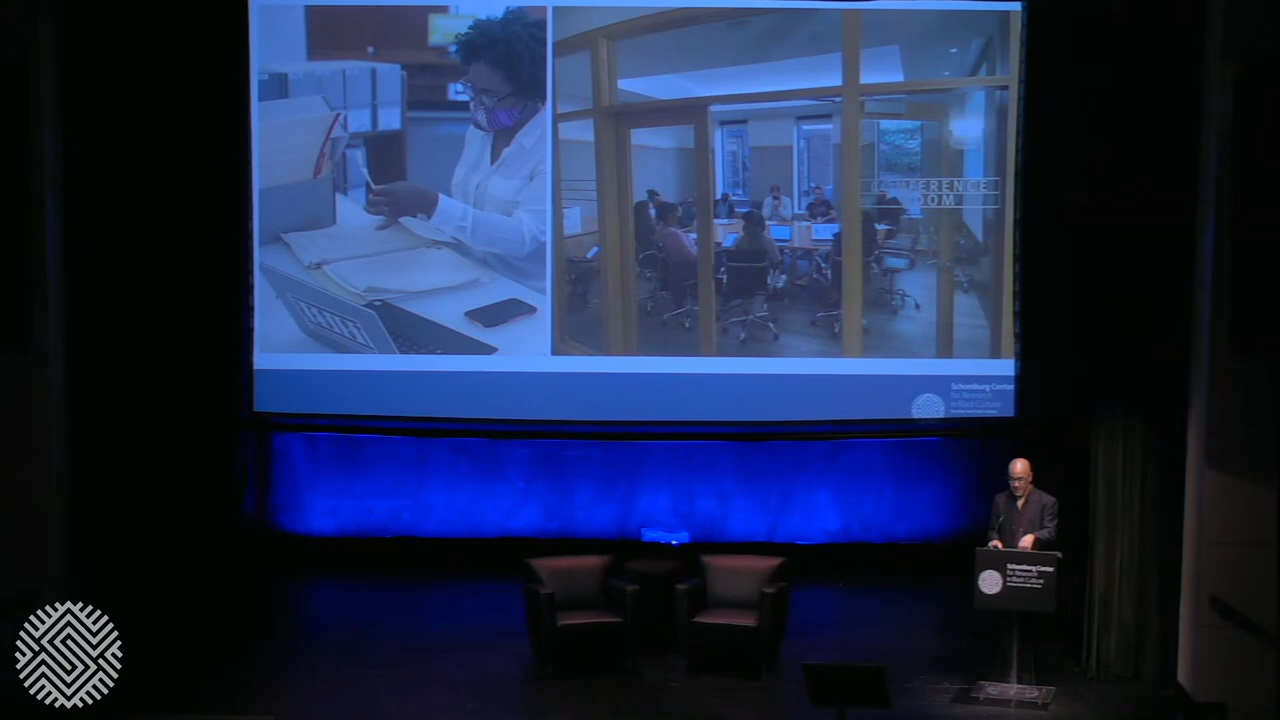 CONFERENCE
ROOM
Schomburg Center
for Research
in Black Culture
Schomburg Center
for Research
in Black Culture